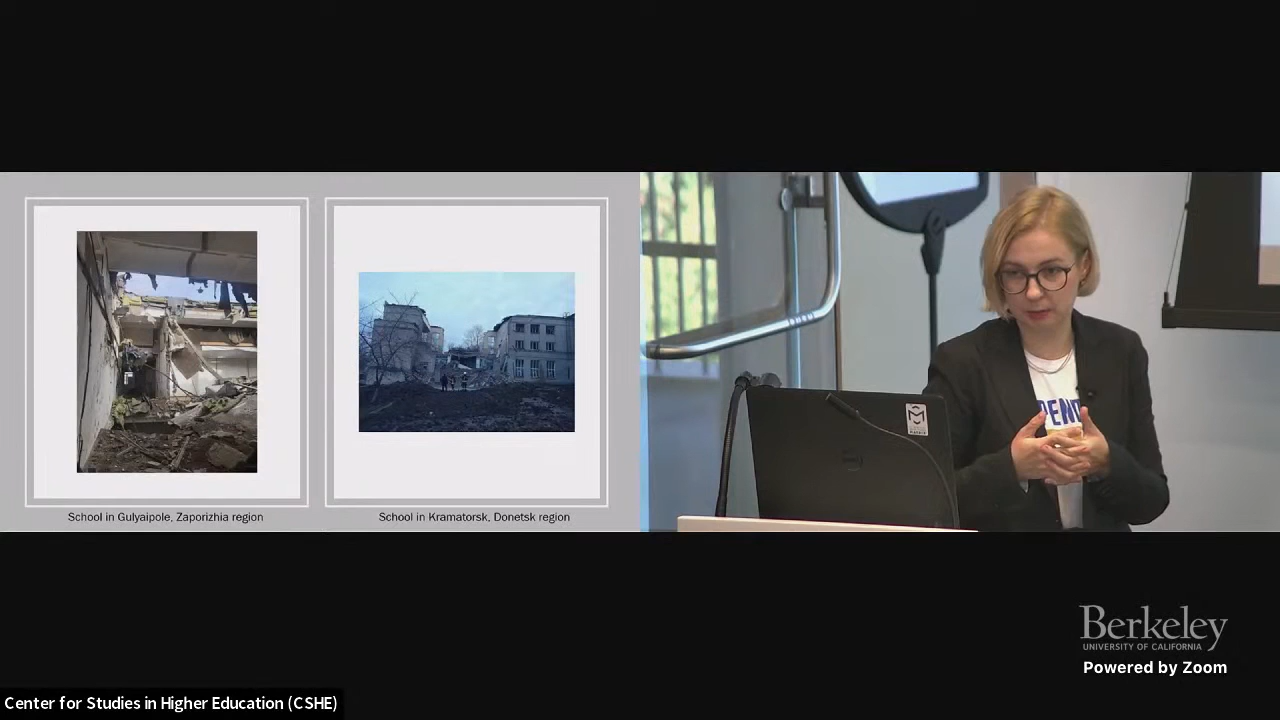 School in Gulyaipole, Zaporizhia region
School in Kramatorsk, Donetsk region
PEND
Berkeley
UNIVERSITY OF CALIFORNIA
Powered by Zoom
Center for Studies in Higher Education (CSHE)